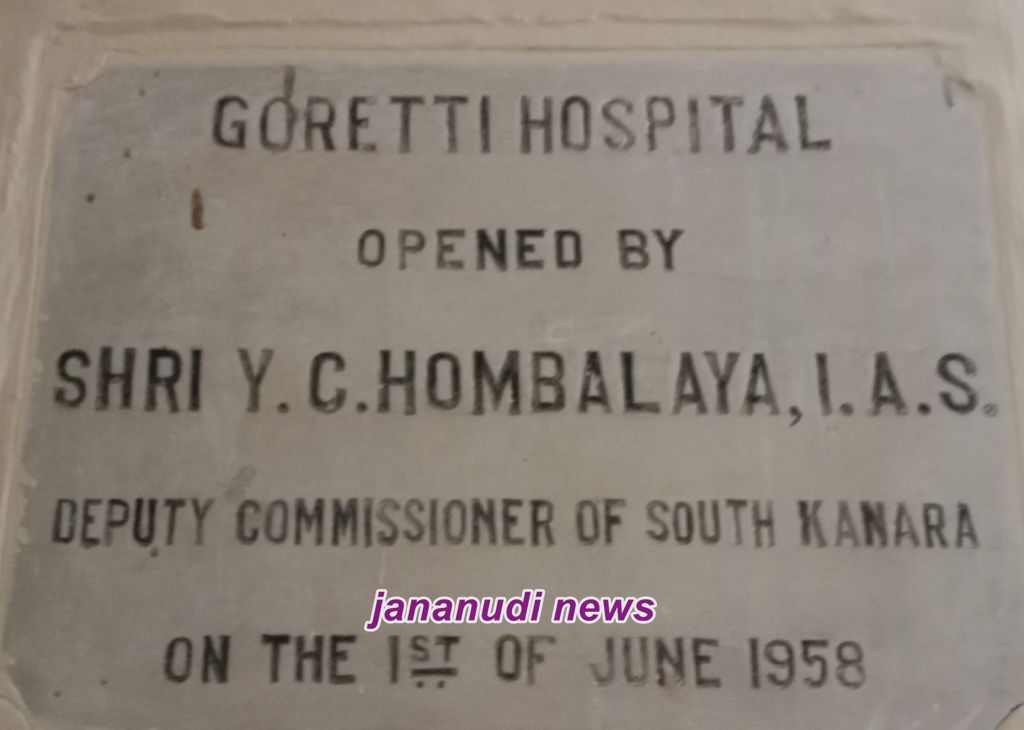 GORETTI HOSPITAL
OPENED BY
SHRI Y. C. HOMBALAYA, I. A. S.
DEPUTY COMMISSIONER OF SOUTH KANARA
jananudi news
ON THE 1ST OF JUNE 1958